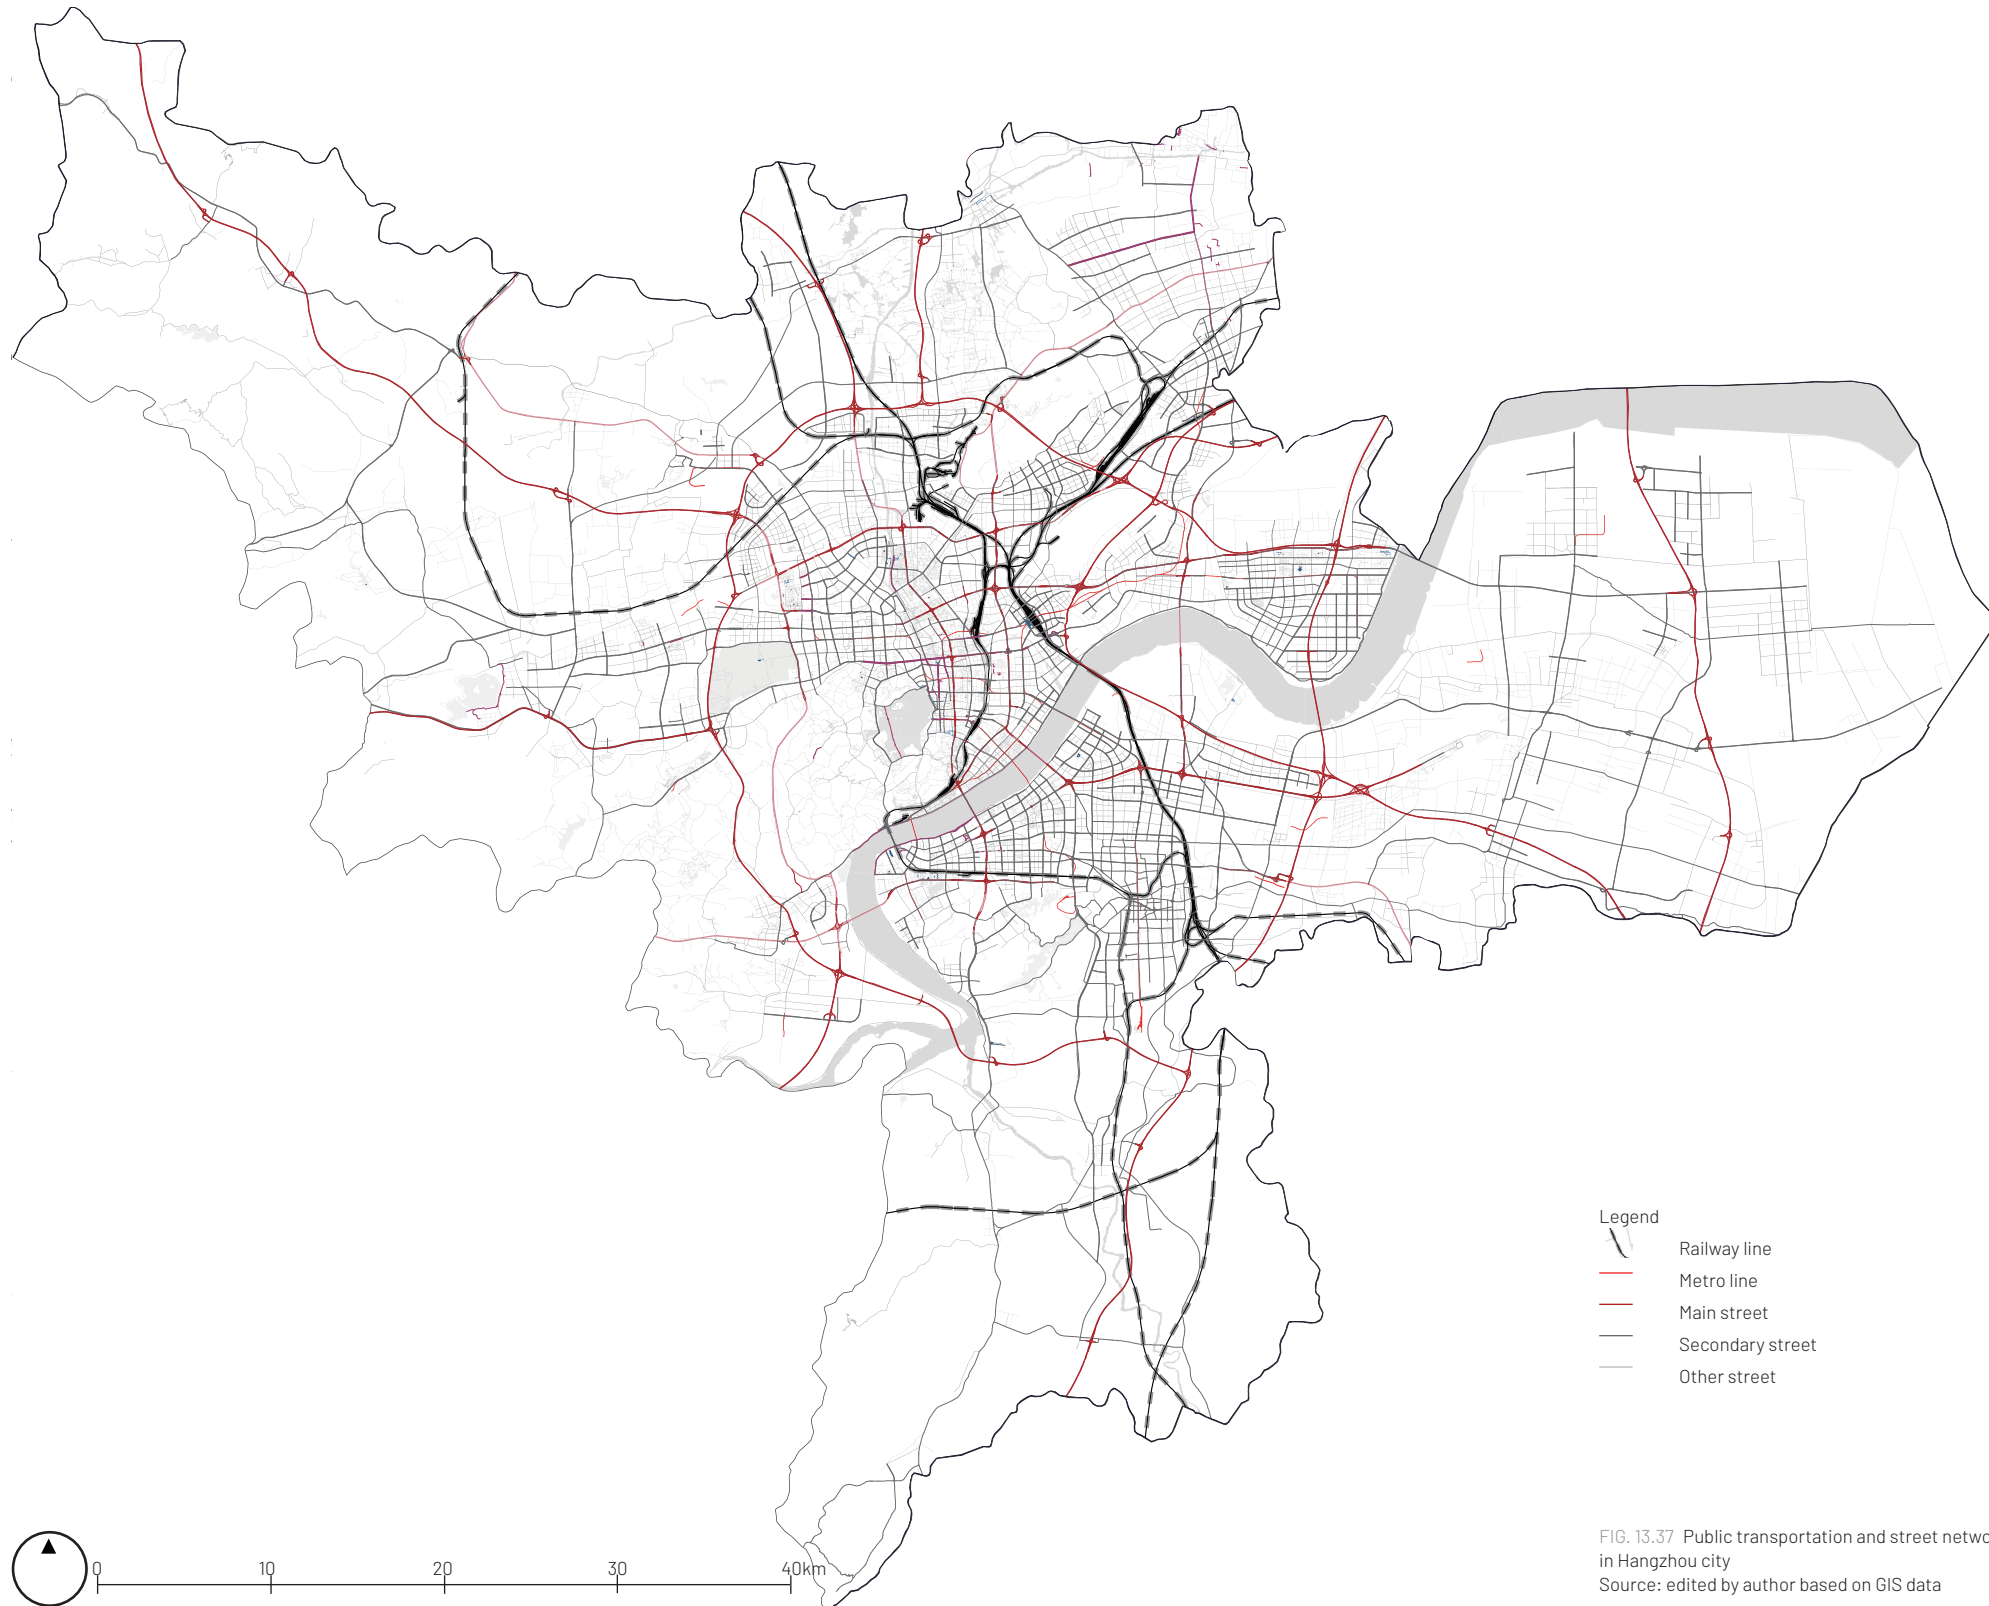 Legend
Railway line
Metro line
Main street
Secondary street
Other street
0 10 20 30 40km
FIG. 13.37 Public transportation and street netwo
in Hangzhou city
Source: edited by author based on GIS data